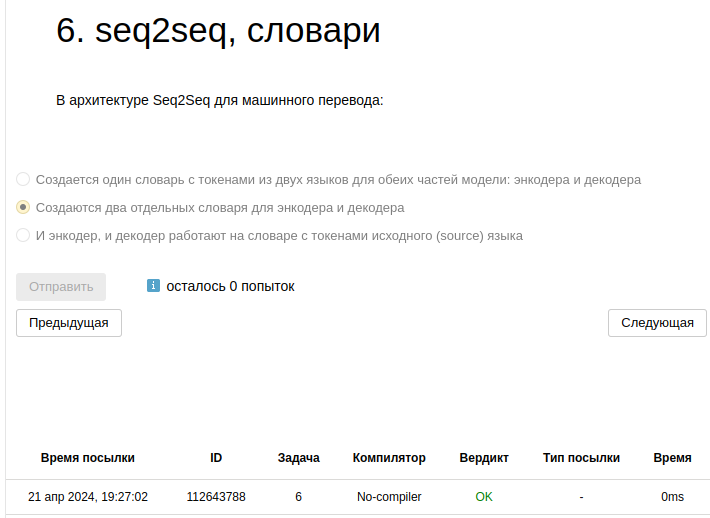 6. seq2seq, словари
В архитектуре Seq2Seq для машинного перевода:
Создается один словарь с токенами из двух языков для обеих частей модели: энкодера и декодера
Создаются два отдельных словаря для энкодера и декодера
И энкодер, и декодер работают на словаре с токенами исходного (source) языка
Отправить осталось 0 попыток
Предыдущая Следующая
Время посылки ID Задача Компилятор Вердикт Тип посылки Время
21 апр 2024, 19:27:02 112643788 6 No-compiler OK - 0ms